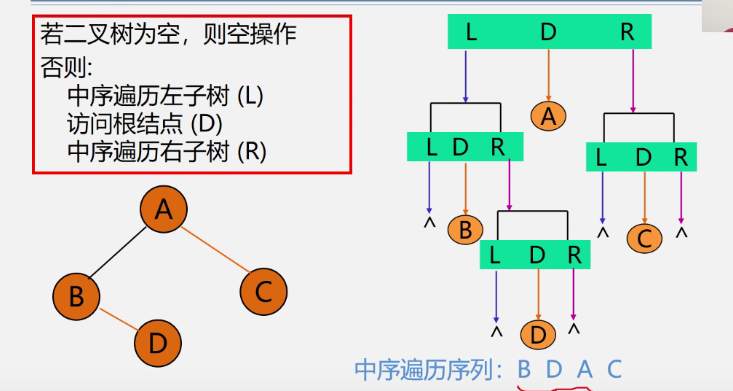 若二叉树为空，则空操作
否则:
中序遍历左子树 (L)
访问根结点 (D)
中序遍历右子树 (R)
L D R
A
L D R
L D R
^ B
^ C ^
L D R
^ D ^
A
B
C
D
中序遍历序列：B D A C